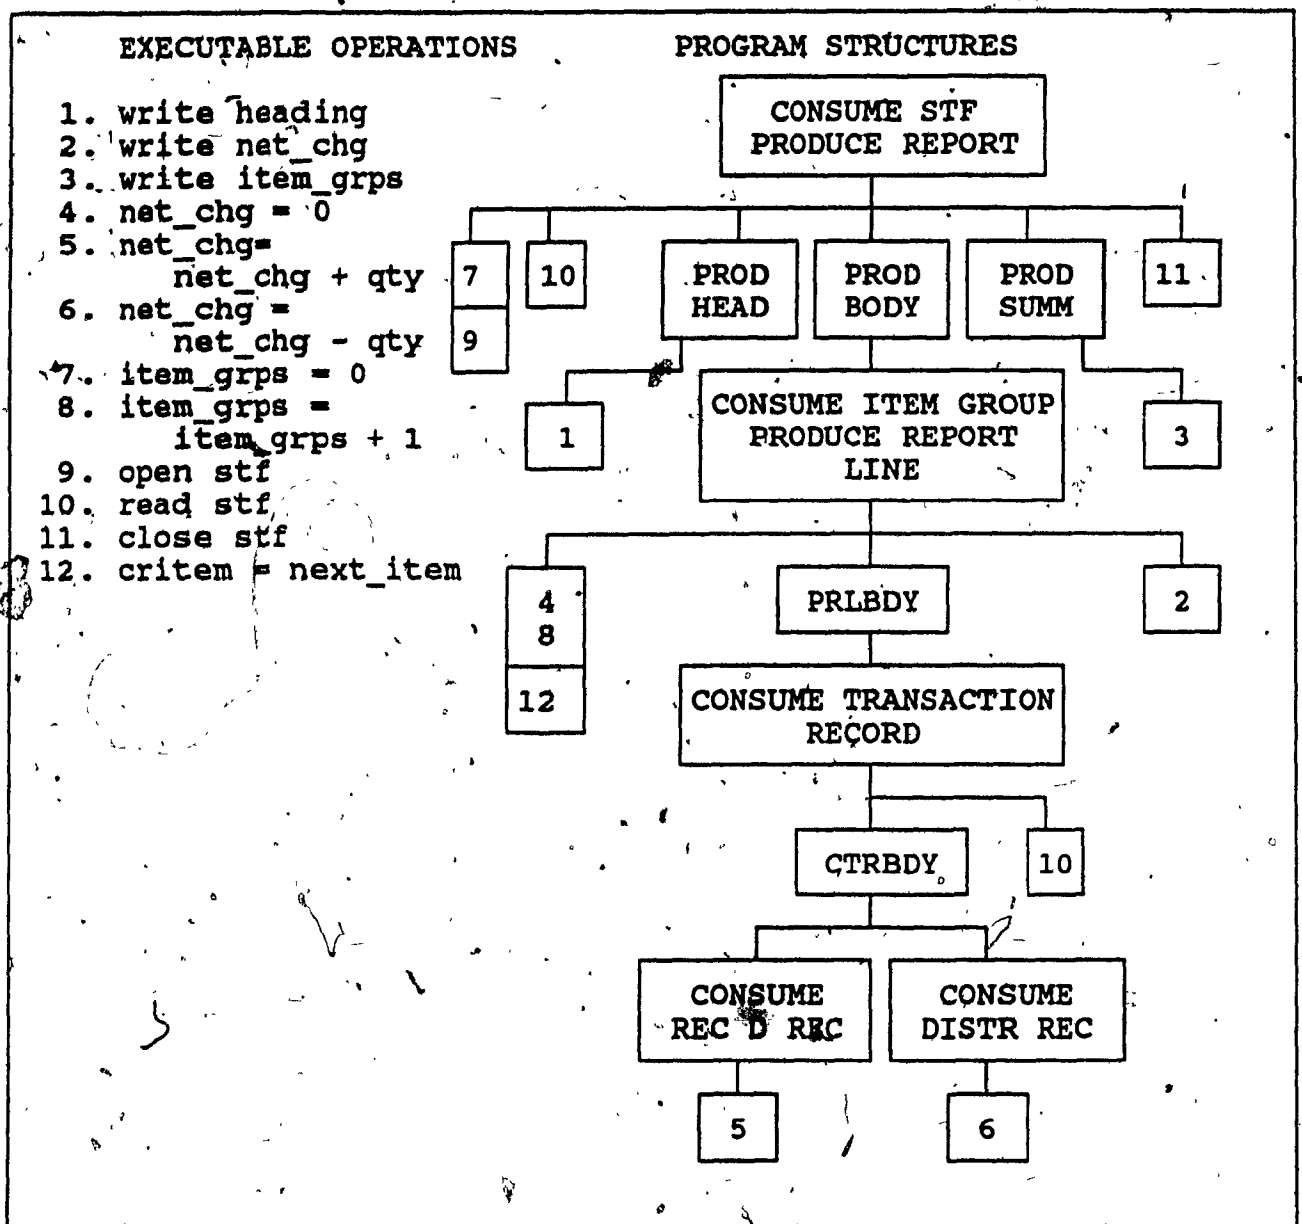 EXECUTABLE OPERATIONS
1. write heading
2. write net_chg
3. write item_grps
4. net_chg = 0
5. net_chg=
net_chg + qty
6. net_chg =
net_chg - qty
7. item_grps = 0
8. item_grps =
item_grps + 1
9. open stf
10. read stf
11. close stf
12. critem = next_item
PROGRAM STRUCTURES
CONSUME STF
PRODUCE REPORT
7
9
10
PROD
HEAD
PROD
BODY
PROD
SUMM
11
1
CONSUME ITEM GROUP
PRODUCE REPORT
LINE
3
4
8
12
PRLBDY
2
CONSUME TRANSACTION
RECORD
CTRBDY
10
CONSUME
REC D REC
CONSUME
DISTR REC
5
6